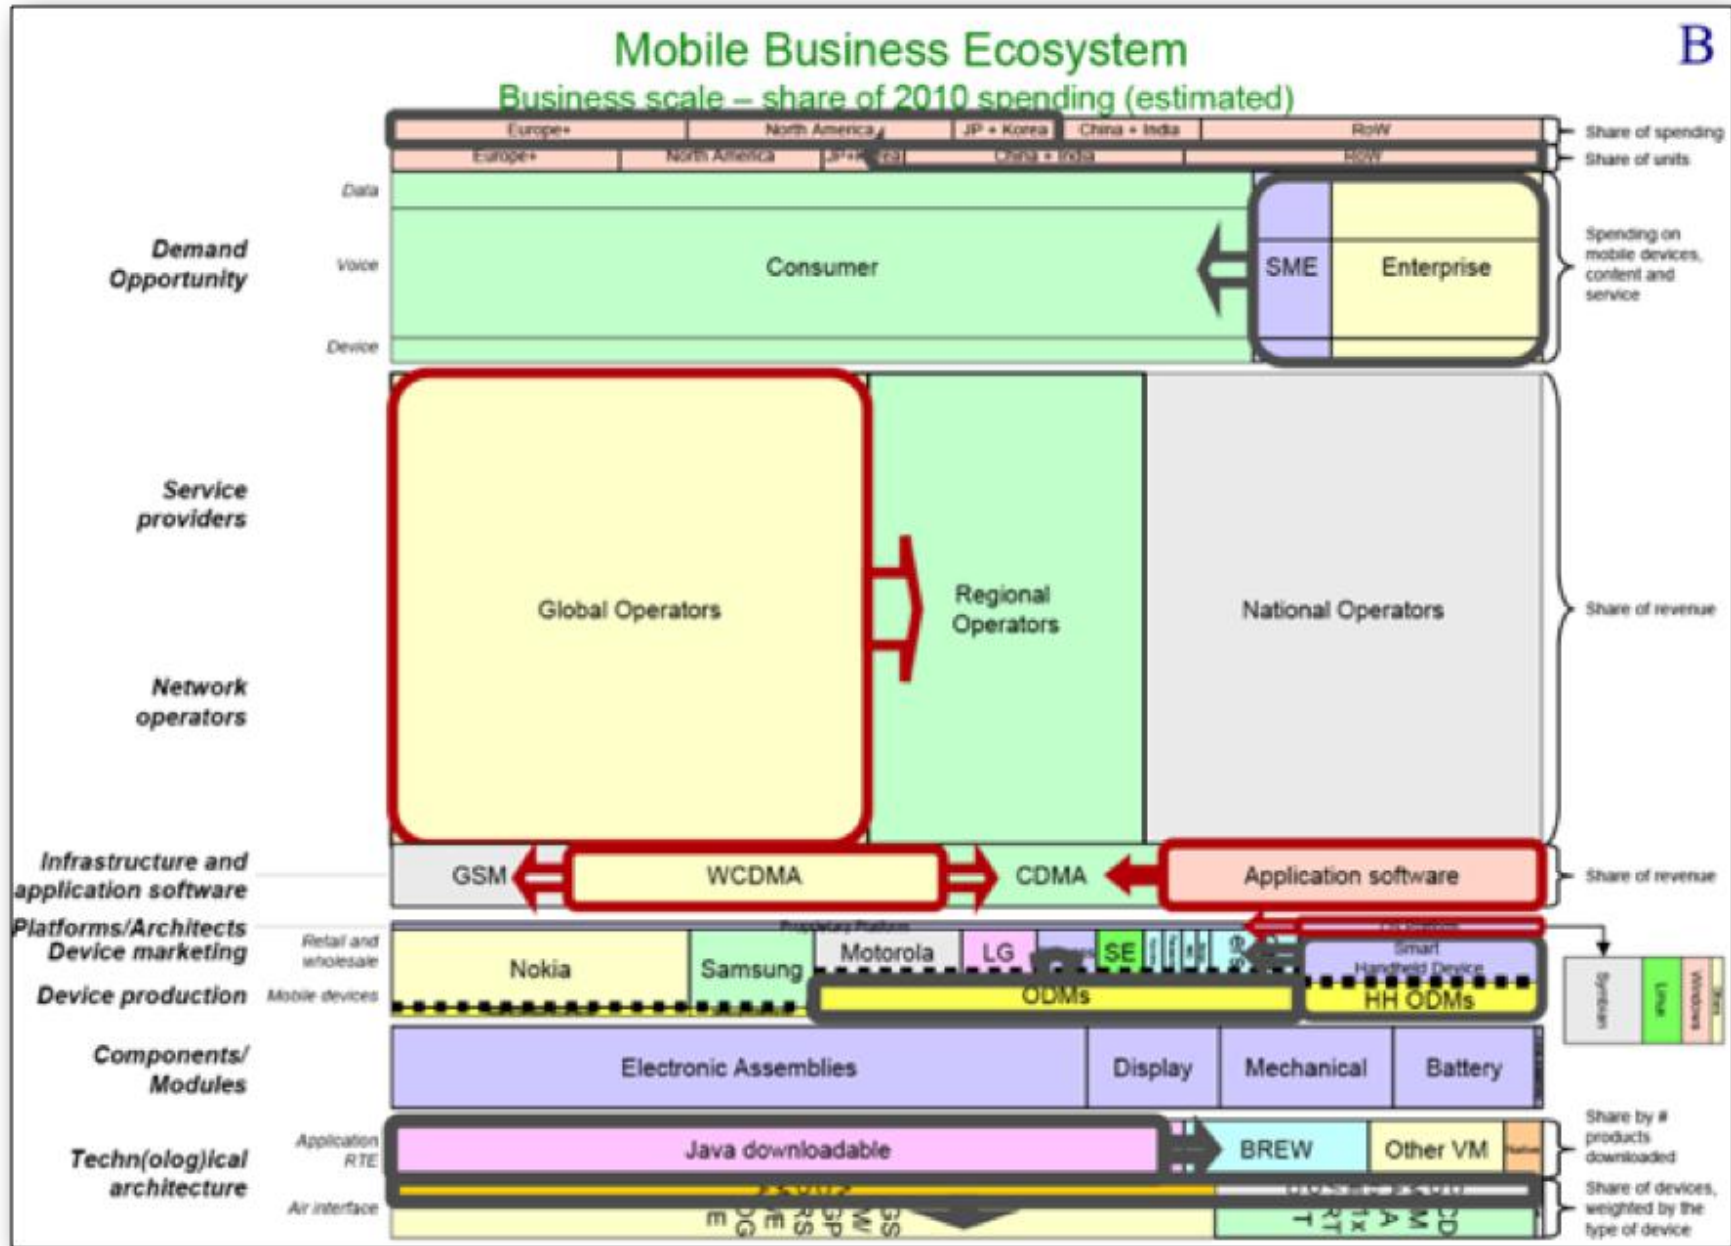 B
Mobile Business Ecosystem
Business scale – share of 2010 spending (estimated)
Europe+ North America JP + Korea China + India RoW
Share of spending
Europe+ North America China + India RoW
Share of units
Data
Demand
Opportunity
Voice
Consumer
SME
Enterprise
Spending on
mobile devices,
content and
service
Device
Service
providers
Global Operators
Regional
Operators
National Operators
Share of revenue
Network
operators
Infrastructure and
application software
GSM
WCDMA
CDMA
Application software
Share of revenue
Platforms/Architects
Proprietary Platform
Device marketing
Retail and
wholesale
Nokia
Samsung
Motorola
LG
SE
Smart
Handheld Device
Device production
Mobile devices
ODMs
HH ODMs
Symbian
Linux
Windows
Components/
Modules
Electronic Assemblies
Display
Mechanical
Battery
Techn(olog)ical
architecture
Application
RTE
Java downloadable
BREW
Other VM
Native
Share by #
products
downloaded
Air interface
Share of devices,
weighted by the
type of device